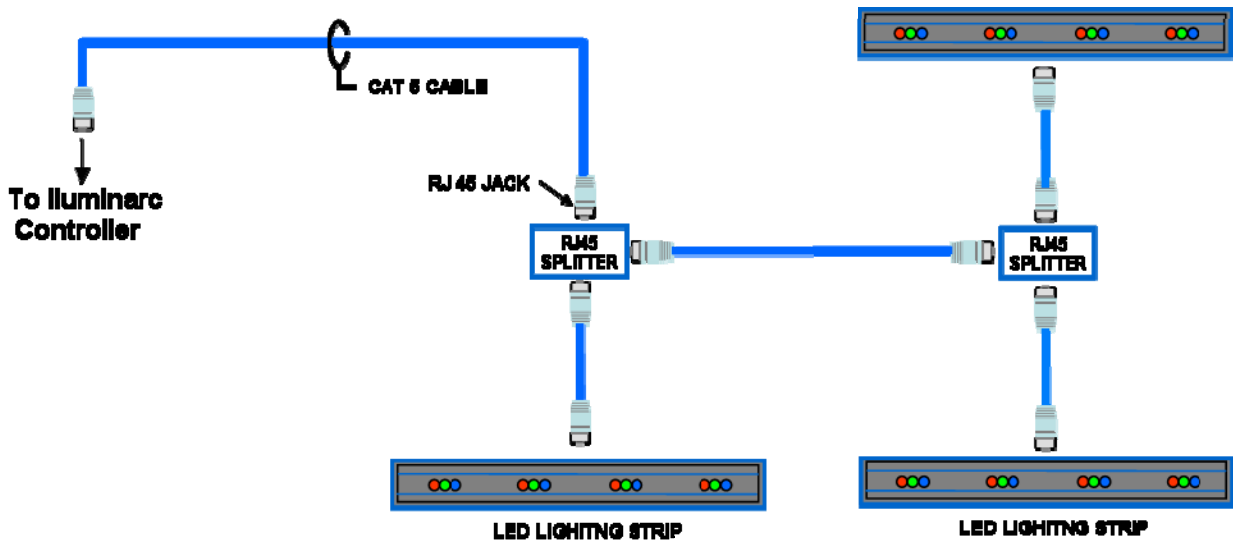 CAT 5 CABLE
To Iluminarc
Controller
RJ 45 JACK
RJ45
SPLITTER
RJ45
SPLITTER
LED LIGHITNG STRIP
LED LIGHITNG STRIP